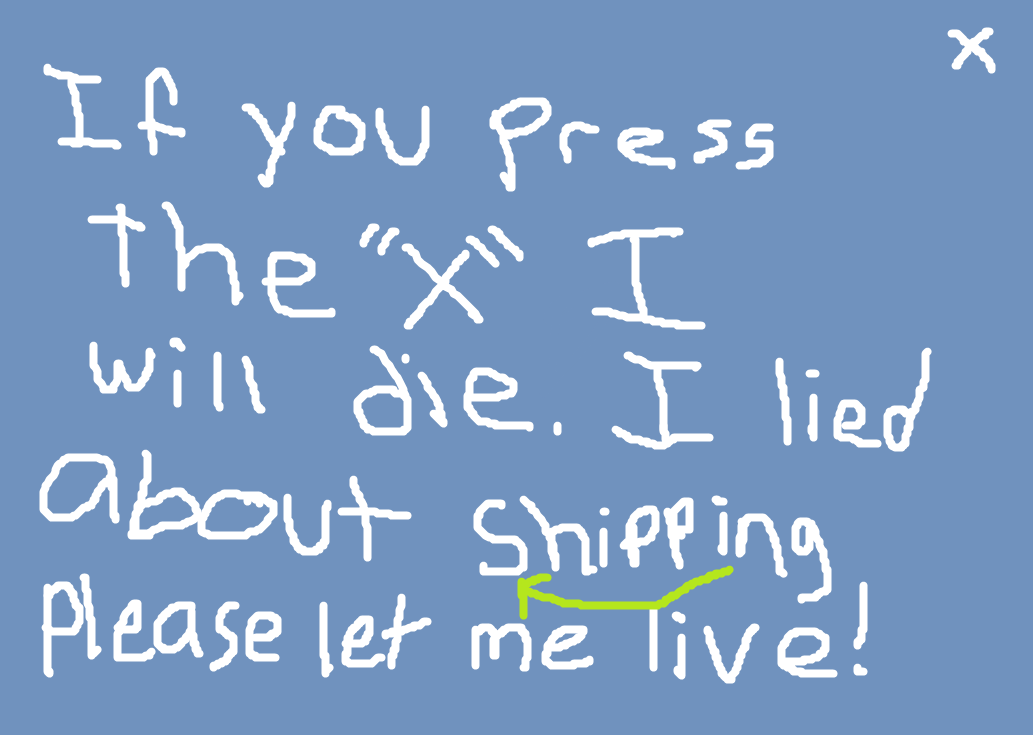 X
If you press
the "X" I
will die. I lied
about shipping
please let me live!